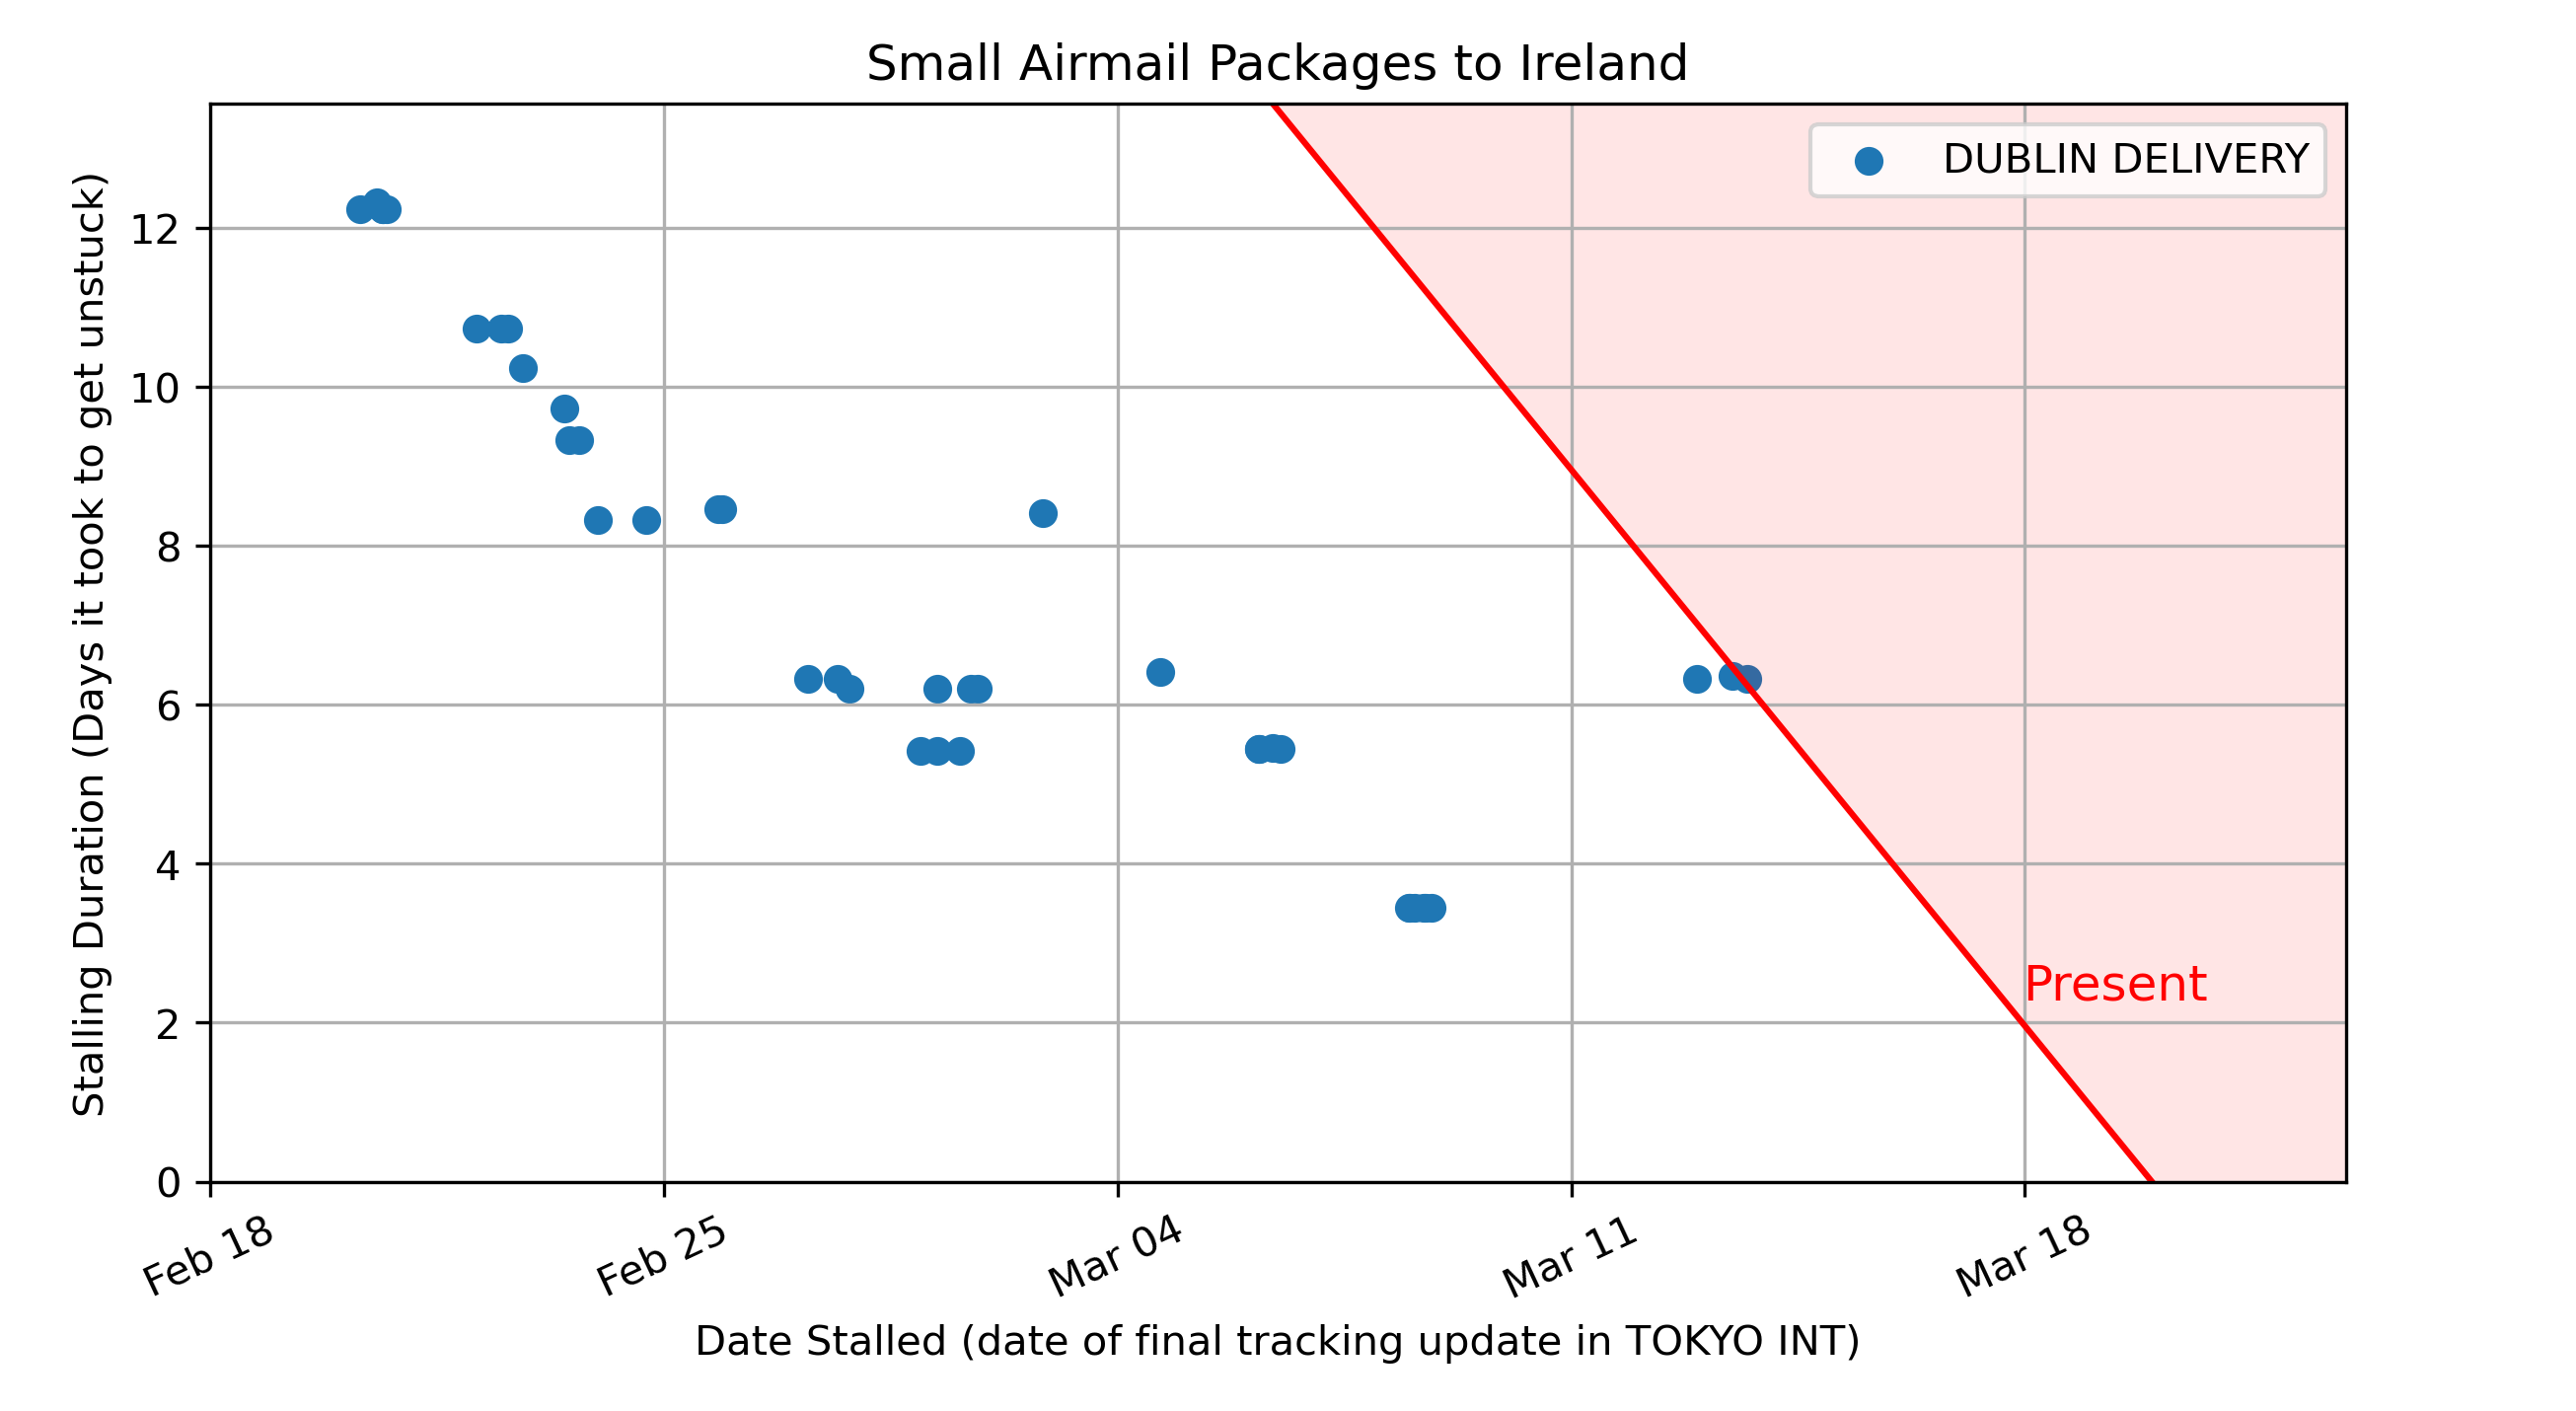 Small Airmail Packages to Ireland
DUBLIN DELIVERY
Stalling Duration (Days it took to get unstuck)
12
10
8
6
4
2
0
Present
Feb 18
Feb 25
Mar 04
Mar 11
Mar 18
Date Stalled (date of final tracking update in TOKYO INT)